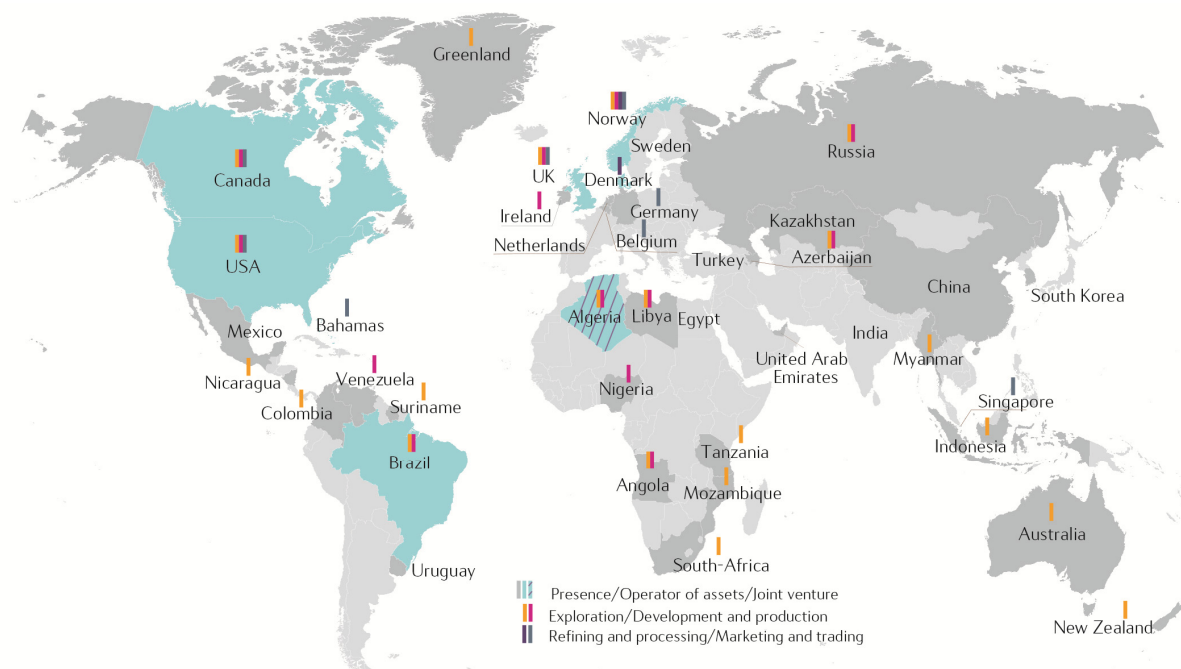 Greenland
Norway
Sweden
Russia
Canada
UK
Denmark
Ireland
Germany
Kazakhstan
Netherlands
Belgium
Azerbaijan
Turkey
USA
China
South Korea
Bahamas
Algeria
Libya
Egypt
Mexico
India
Myanmar
United Arab
Emirates
Nicaragua
Venezuela
Nigeria
Colombia
Suriname
Singapore
Indonesia
Brazil
Tanzania
Angola
Mozambique
Australia
South-Africa
Uruguay
New Zealand
Presence/Operator of assets/Joint venture
Exploration/Development and production
Refining and processing/Marketing and trading